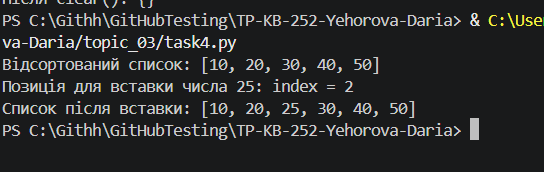 після clear(): {}
PS C:\Githh\GitHubTesting\TP-KB-252-Yehorova-Daria> & C:\Use
va-Daria/topic_03/task4.py
Відсортований список: [10, 20, 30, 40, 50]
Позиція для вставки числа 25: index = 2
Список після вставки: [10, 20, 25, 30, 40, 50]
PS C:\Githh\GitHubTesting\TP-KB-252-Yehorova-Daria>